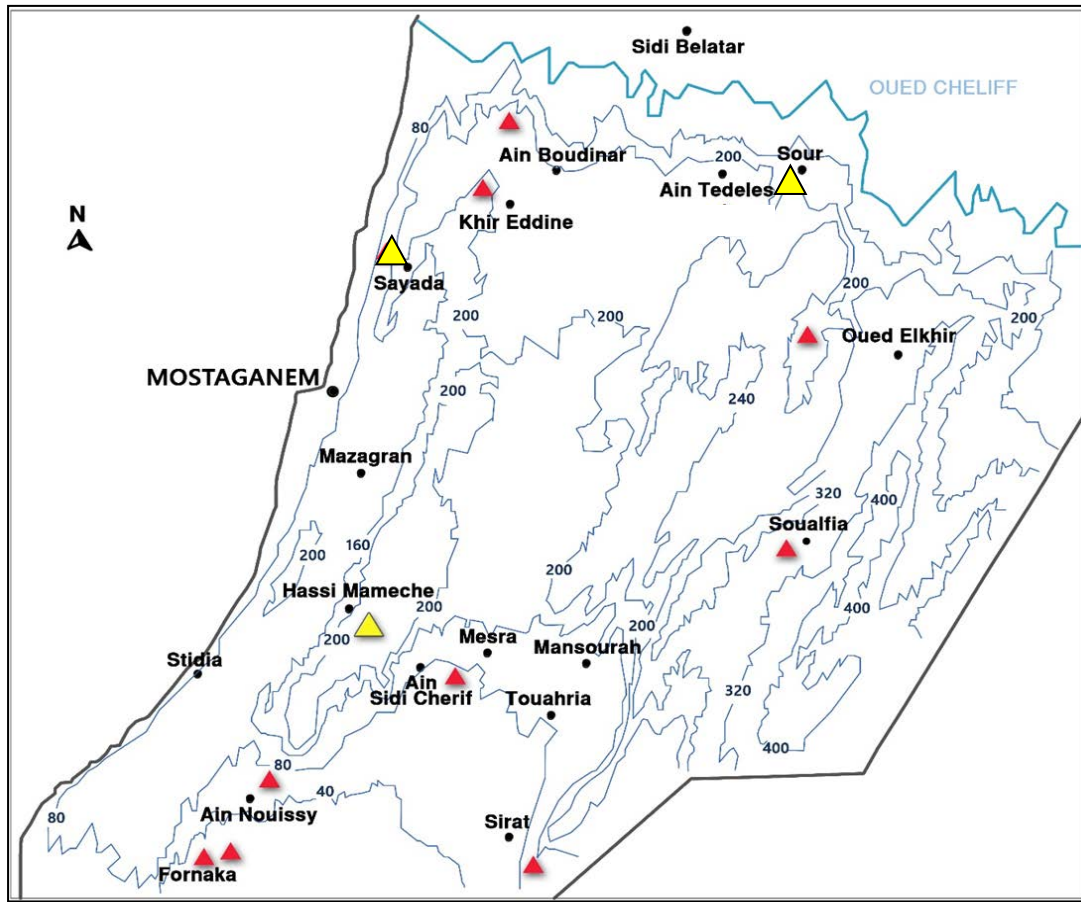 Sidi Belatar
OUED CHELIFF
80
Ain Boudinar
200
Sour
Ain Tedeles
N
Khir Eddine
Sayada
200
200
200
200
Oued Elkhir
MOSTAGANEM
200
240
Mazagran
320
400
Soualfia
160
200
200
Hassi Mameche
200
400
200
200
Mesra
Mansourah
Stidia
Ain
Sidi Cherif
Touahria
320
400
80
40
Ain Nouissy
80
Sirat
Fornaka